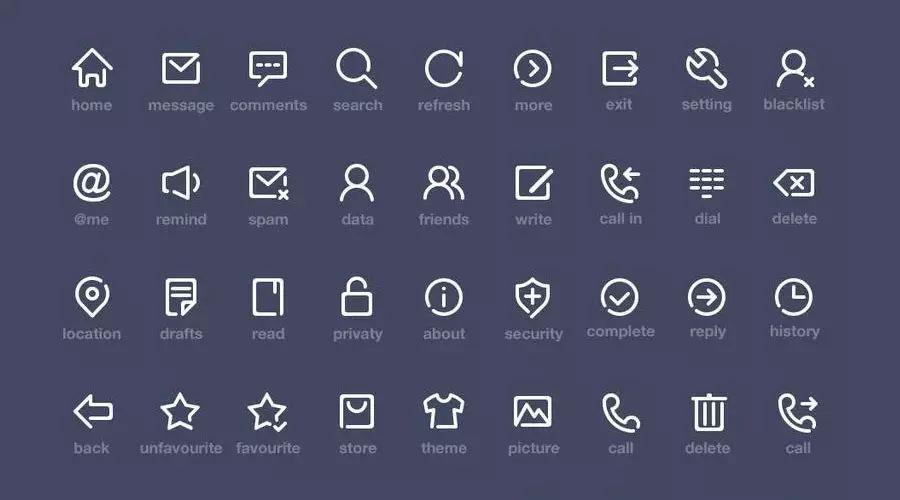 home message comments search refresh more exit setting blacklist
@me remind spam data friends write call in dial delete
location drafts read privaty about security complete reply history
back unfavourite favourite store theme picture call delete call